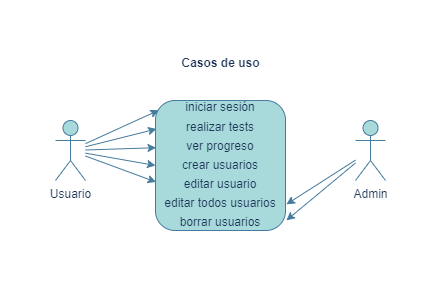 Casos de uso
iniciar sesión
realizar tests
ver progreso
crear usuarios
editar usuario
editar todos usuarios
borrar usuarios
Usuario
Admin